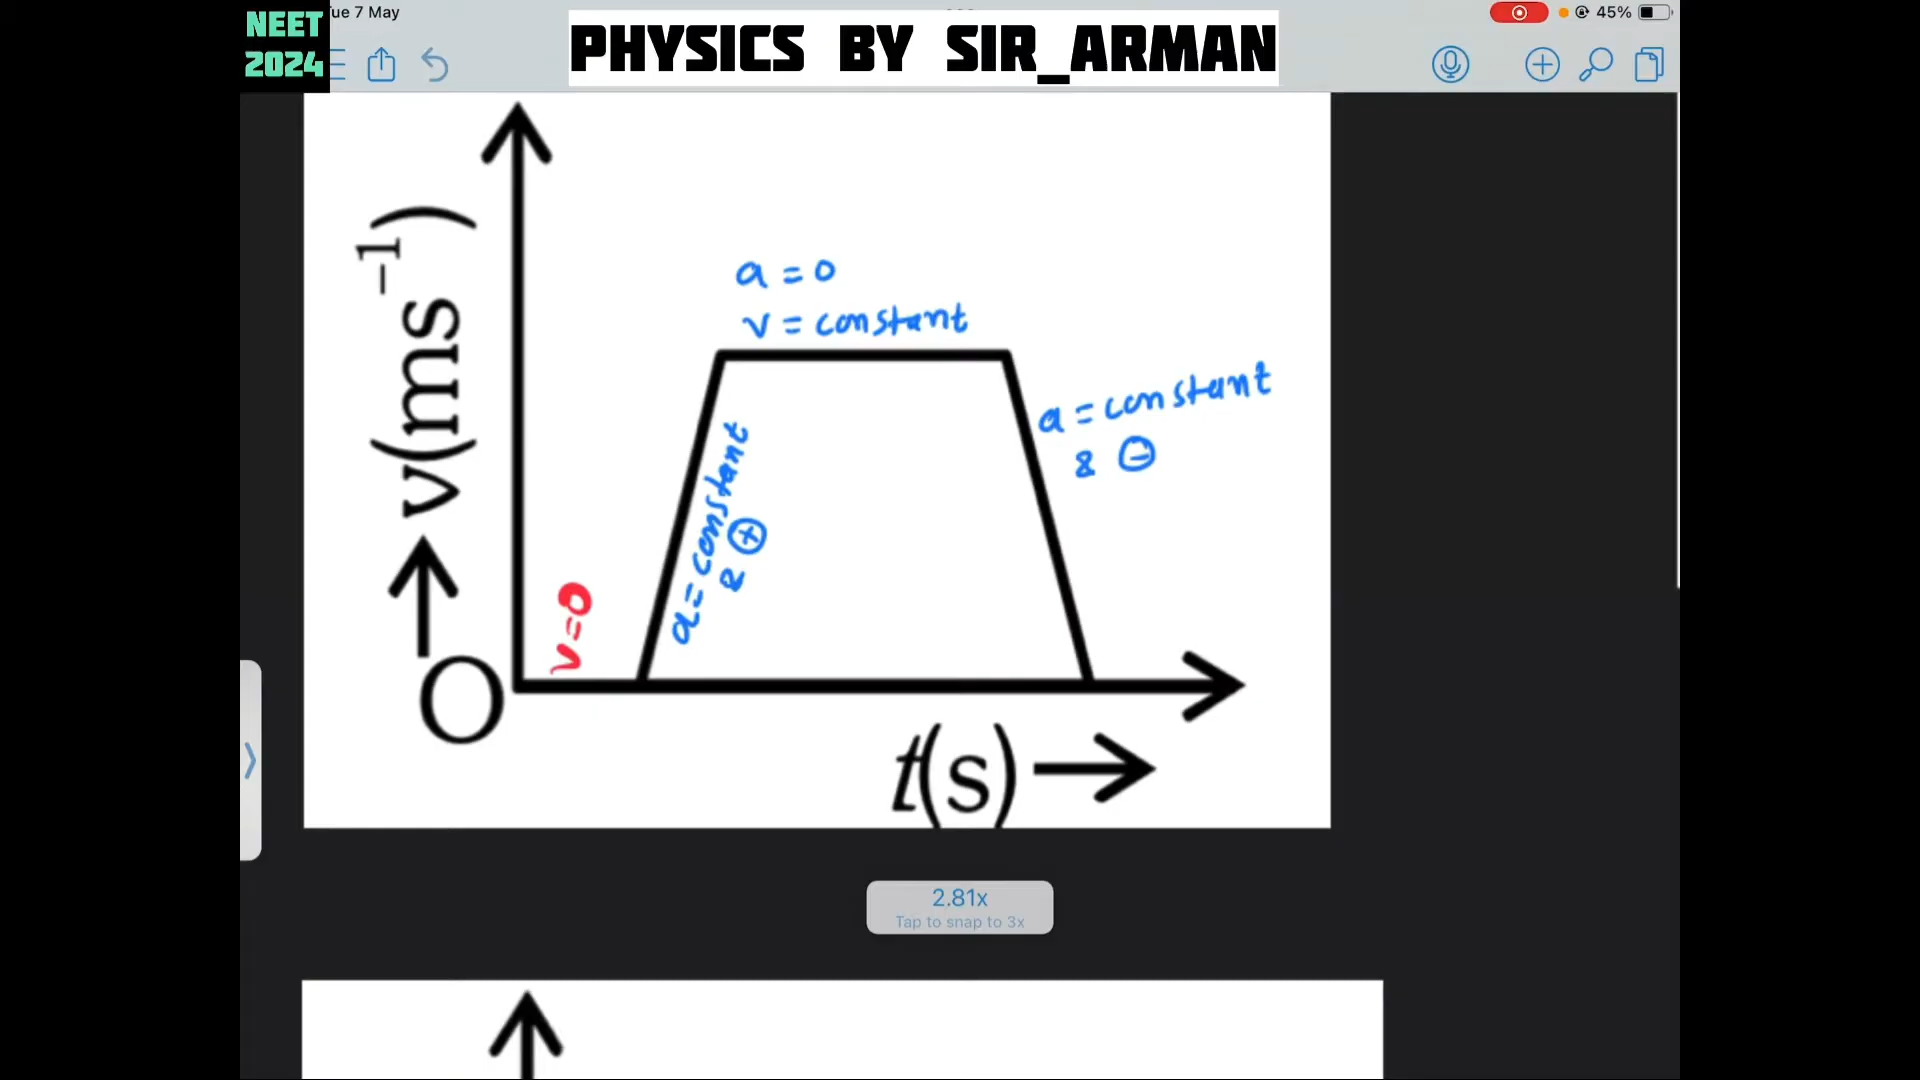 NEET
2024
ue 7 May
PHYSICS BY SIR_ARMAN
45%
v(ms⁻¹)
a = 0
v = constant
a = constant
& ⊖
a = constant
& ⊕
v=0
O
t(s)
2.81x
Tap to snap to 3x